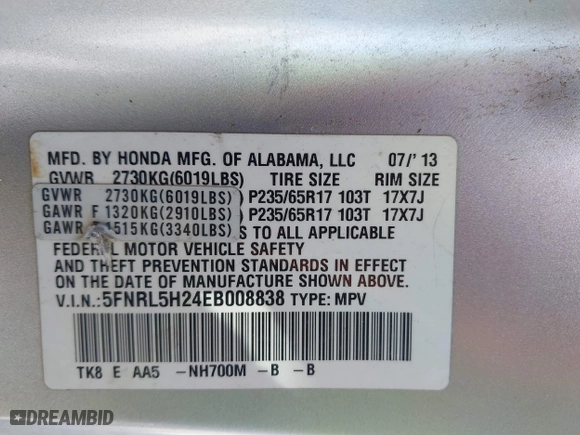 MFD. BY HONDA MFG. OF ALABAMA, LLC 07/'13
GVWR 2730KG(6019LBS) TIRE SIZE RIM SIZE
GVWR 2730KG(6019LBS) P235/65R17 103T 17X7J
GAWR F 1320KG(2910LBS) P235/65R17 103T 17X7J
GAWR 1515KG(3340LBS) S TO ALL APPLICABLE
FEDERAL MOTOR VEHICLE SAFETY
AND THEFT PREVENTION STANDARDS IN EFFECT
ON THE DATE OF MANUFACTURE SHOWN ABOVE.
V.I.N.:5FNRL5H24EB008838 TYPE: MPV
TK8 E AA5 -NH700M -B -B
DREAMBID